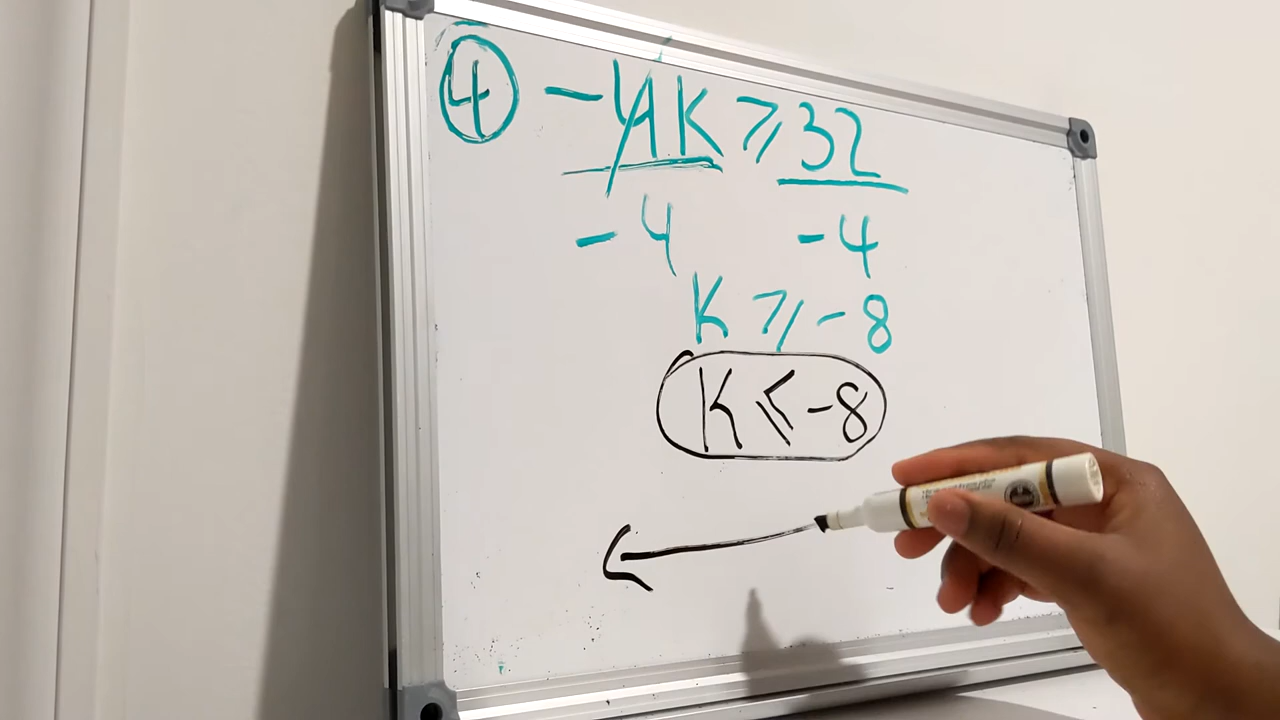 ④ -4k ≥ 32
-4 -4
k ≥ -8
k ≤ -8